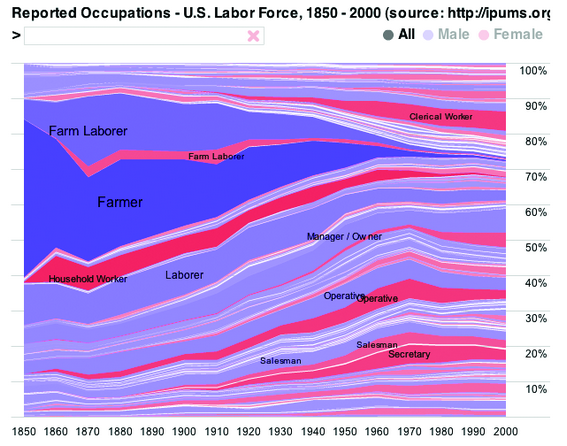 Reported Occupations - U.S. Labor Force, 1850 - 2000 (source: http://ipums.org
>
All Male Female
100%
90%
Clerical Worker
Farm Laborer
80%
Farm Laborer
70%
Farmer
60%
Manager / Owner
50%
Household Worker
Laborer
40%
Operative
Operative
30%
Salesman
20%
Secretary
Salesman
10%
1850 1860 1870 1880 1890 1900 1910 1920 1930 1940 1950 1960 1970 1980 1990 2000